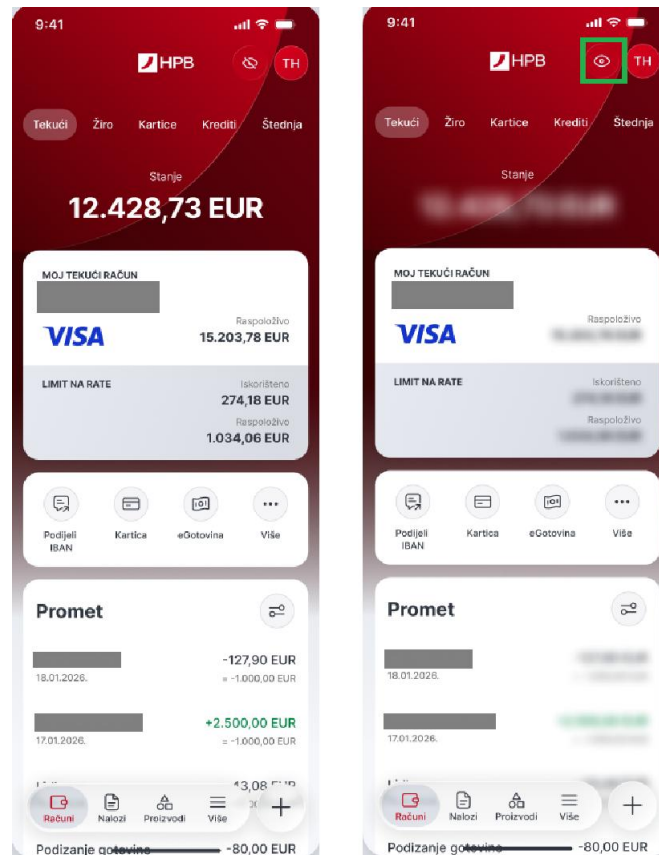 9:41
HPB
TH
Tekući Žiro Kartice Krediti Štednja
Stanje
12.428,73 EUR
MOJ TEKUĆI RAČUN
VISA
Raspoloživo
15.203,78 EUR
LIMIT NA RATE
Iskorišteno
274,18 EUR
Raspoloživo
1.034,06 EUR
Podijeli IBAN
Kartica
eGotovina
Više
Promet
-127,90 EUR
18.01.2026.
= -1.000,00 EUR
+2.500,00 EUR
17.01.2026.
= -1.000,00 EUR
Računi Nalozi Proizvodi Više
Podizanje gotovine -80,00 EUR
9:41
HPB
TH
Tekući Žiro Kartice Krediti Štednja
Stanje
MOJ TEKUĆI RAČUN
VISA
Raspoloživo
LIMIT NA RATE
Iskorišteno
Raspoloživo
Podijeli IBAN
Kartica
eGotovina
Više
Promet
18.01.2026.
17.01.2026.
Računi Nalozi Proizvodi Više
Podizanje gotovine -80,00 EUR